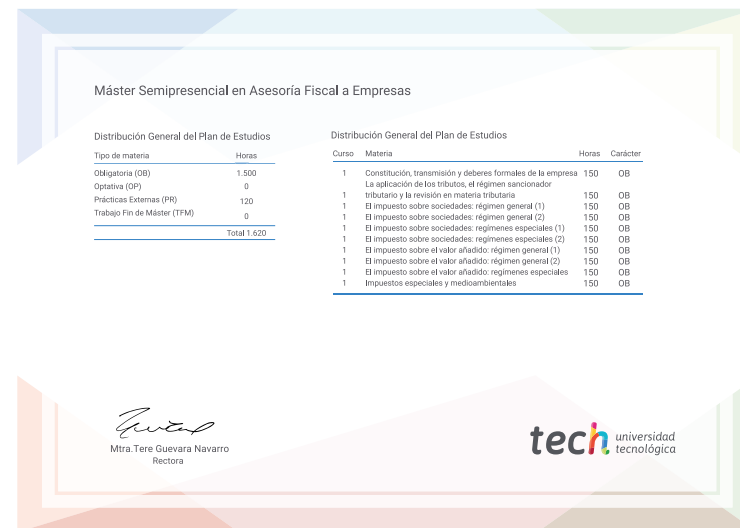 Máster Semipresencial en Asesoría Fiscal a Empresas
Distribución General del Plan de Estudios
Tipo de materia Horas
Obligatoria (OB) 1.500
Optativa (OP) 0
Prácticas Externas (PR) 120
Trabajo Fin de Máster (TFM) 0
Total 1.620
Distribución General del Plan de Estudios
Curso Materia Horas Carácter
1 Constitución, transmisión y deberes formales de la empresa 150 OB
La aplicación de los tributos, el régimen sancionador
1 tributario y la revisión en materia tributaria 150 OB
1 El impuesto sobre sociedades: régimen general (1) 150 OB
1 El impuesto sobre sociedades: régimen general (2) 150 OB
1 El impuesto sobre sociedades: regímenes especiales (1) 150 OB
1 El impuesto sobre sociedades: regímenes especiales (2) 150 OB
1 El impuesto sobre el valor añadido: régimen general (1) 150 OB
1 El impuesto sobre el valor añadido: régimen general (2) 150 OB
1 El impuesto sobre el valor añadido: regímenes especiales 150 OB
1 Impuestos especiales y medioambientales 150 OB
Mtra.Tere Guevara Navarro
Rectora
tech universidad
tecnológica